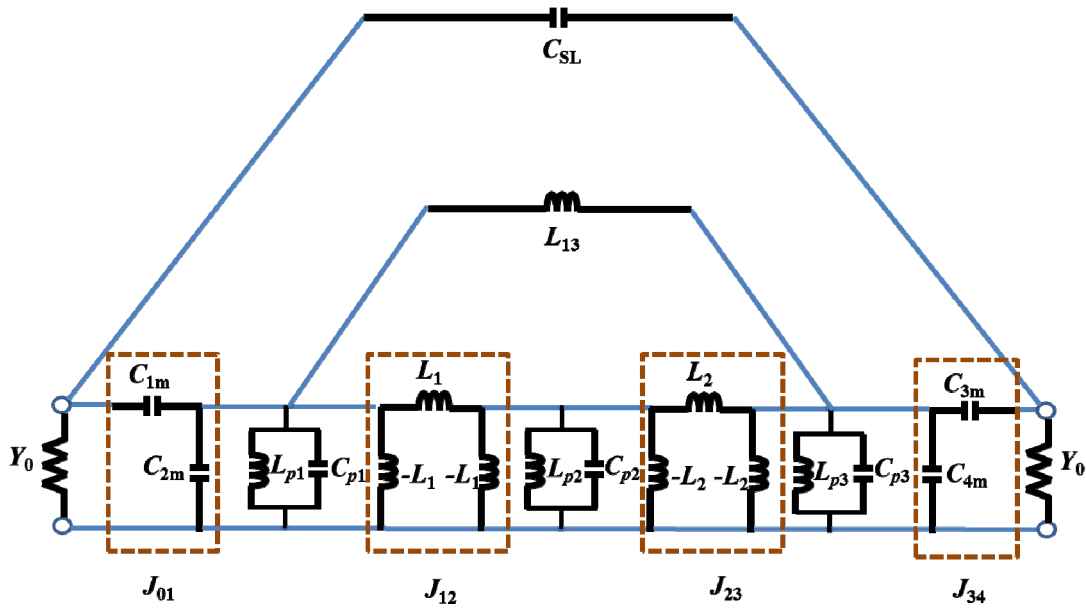 C_SL
L_13
C_1m
L_1
L_2
C_3m
Y_0
C_2m
L_p1
C_p1
-L_1
-L_1
L_p2
C_p2
-L_2
-L_2
L_p3
C_p3
C_4m
Y_0
J_01
J_12
J_23
J_34